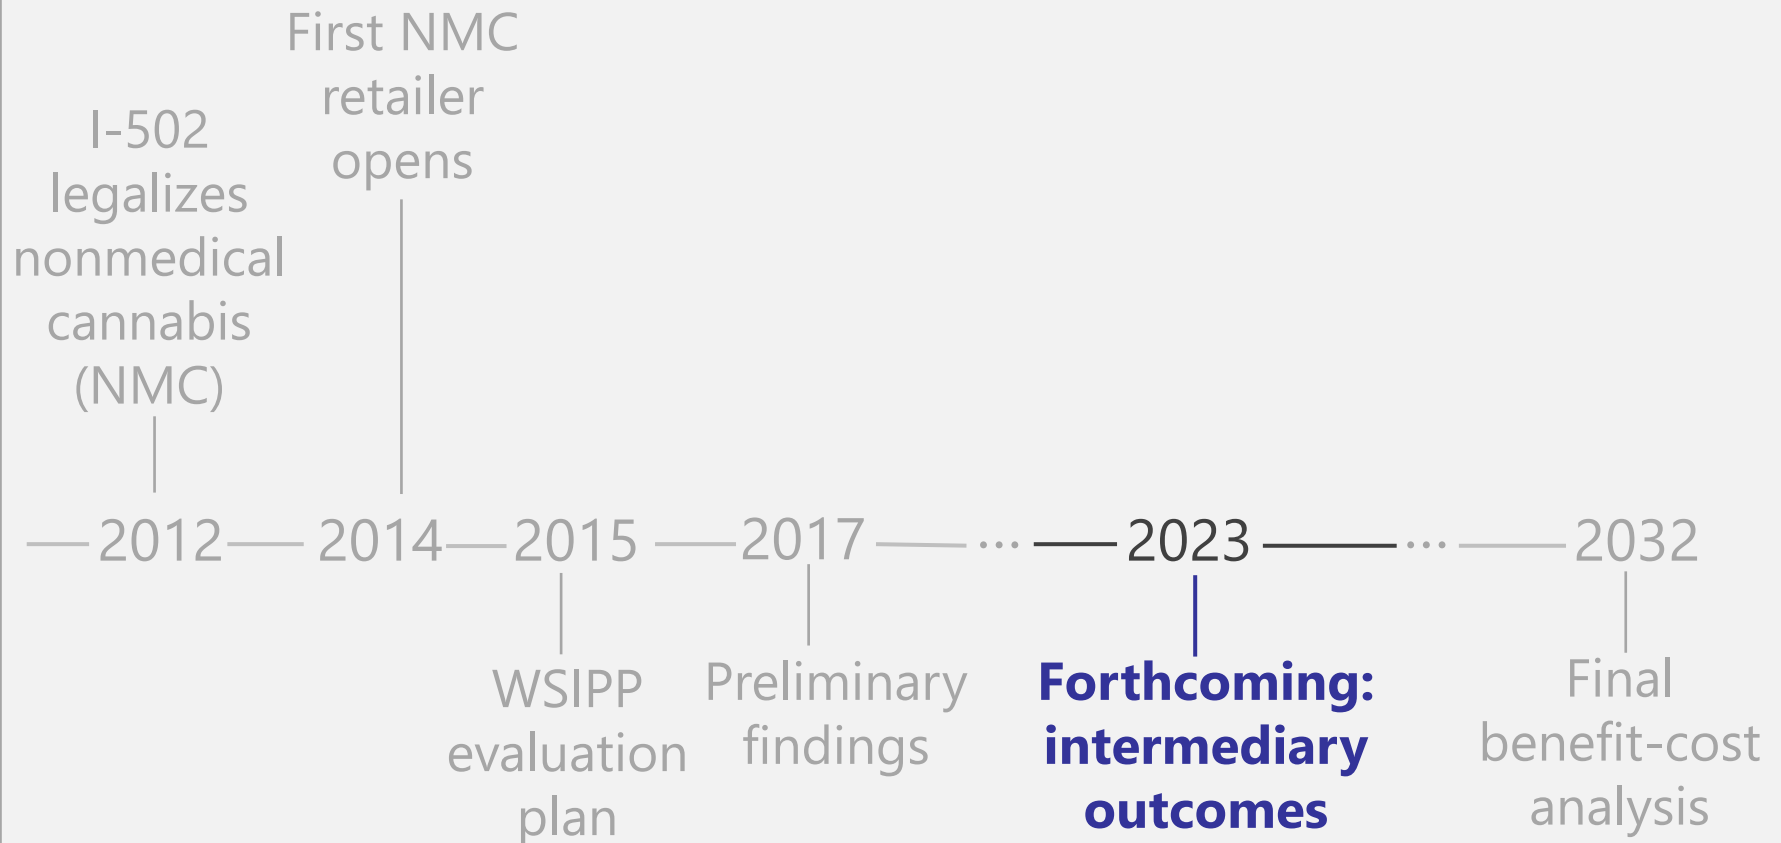 First NMC
retailer
opens
I-502
legalizes
nonmedical
cannabis
(NMC)
2012 2014 2015 2017 ... 2023 ... 2032
WSIPP
evaluation
plan
Preliminary
findings
Forthcoming:
intermediary
outcomes
Final
benefit-cost
analysis